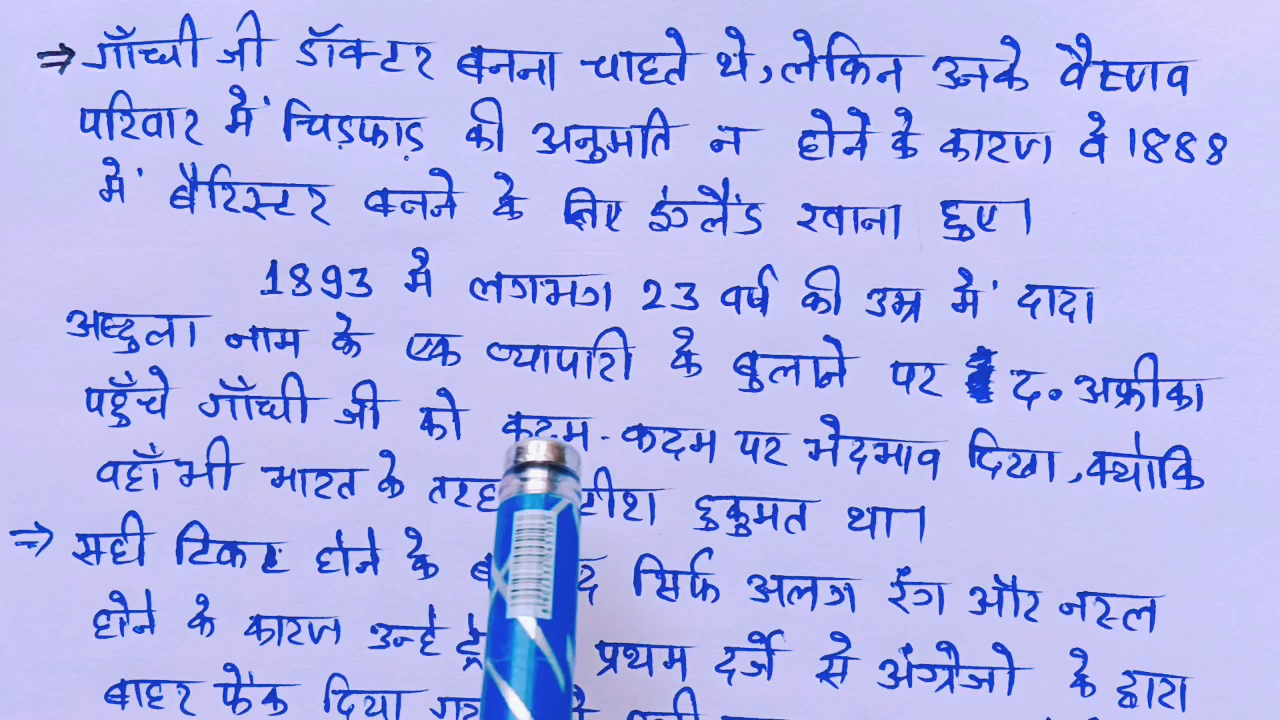 ⇒ गाँधी जी डॉक्टर बनना चाहते थे, लेकिन उनके वैष्णव
परिवार में चिड़फाड़ की अनुमति न होने के कारण वे 1888
में बैरिस्टर बनने के लिए इंग्लैंड रवाना हुए।
1893 में लगभग 23 वर्ष की उम्र में दादा
अब्दुला नाम के एक व्यापारी के बुलाने पर द० अफ्रीका
पहुँचे गाँधी जी को कदम-कदम पर भेदभाव दिखा, क्योंकि
वहाँ भी भारत के तरह हुकुमत था।
⇒ सही टिकट होने के सिर्फ अलग रंग और नस्ल
होने के कारण उन्हे प्रथम दर्जे से अंग्रेजो के द्वारा
बाहर फेंक दिया